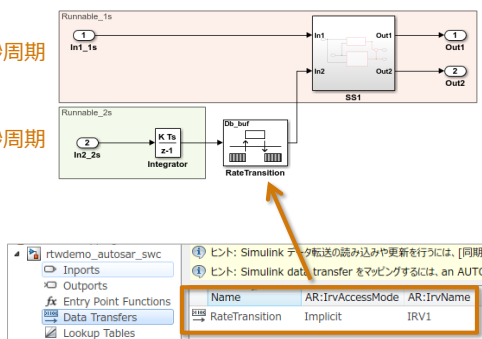 Runnable_1s
1
In1_1s
In1
Out1
1
Out1
周期
In2
Out2
2
Out2
SS1
Runnable_2s
周期
2
In2_2s
K Ts
z-1
Integrator
Db_buf
RateTransition
rtwdemo_autosar_swc
Inports
Outports
fx Entry Point Functions
Data Transfers
Lookup Tables
ヒント: Simulink データ転送の読み込みや更新を行うには、[同期
ヒント: Simulink data transfer をマッピングするには、an AUTO
Name AR:IrvAccessMode AR:IrvName
RateTransition Implicit IRV1